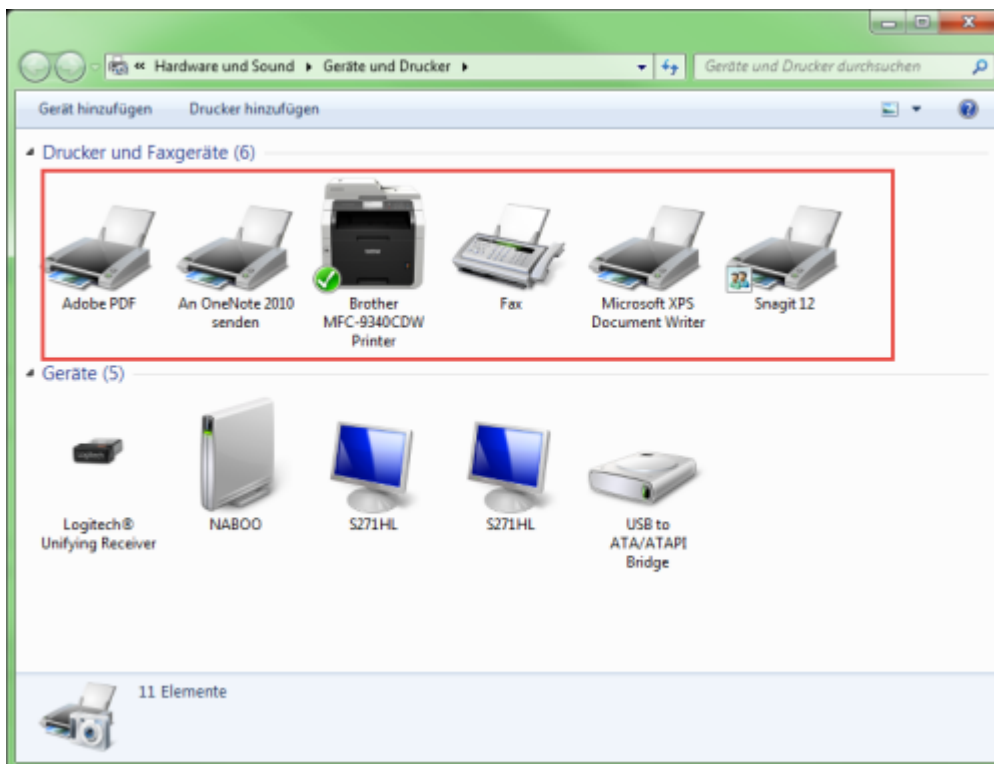 « Hardware und Sound ▸ Geräte und Drucker ▸
Geräte und Drucker durchsuchen
Gerät hinzufügen Drucker hinzufügen
Drucker und Faxgeräte (6)
Adobe PDF
An OneNote 2010
senden
Brother
MFC-9340CDW
Printer
Fax
Microsoft XPS
Document Writer
Snagit 12
Geräte (5)
Logitech®
Unifying Receiver
NABOO
S271HL
S271HL
USB to
ATA/ATAPI
Bridge
11 Elemente